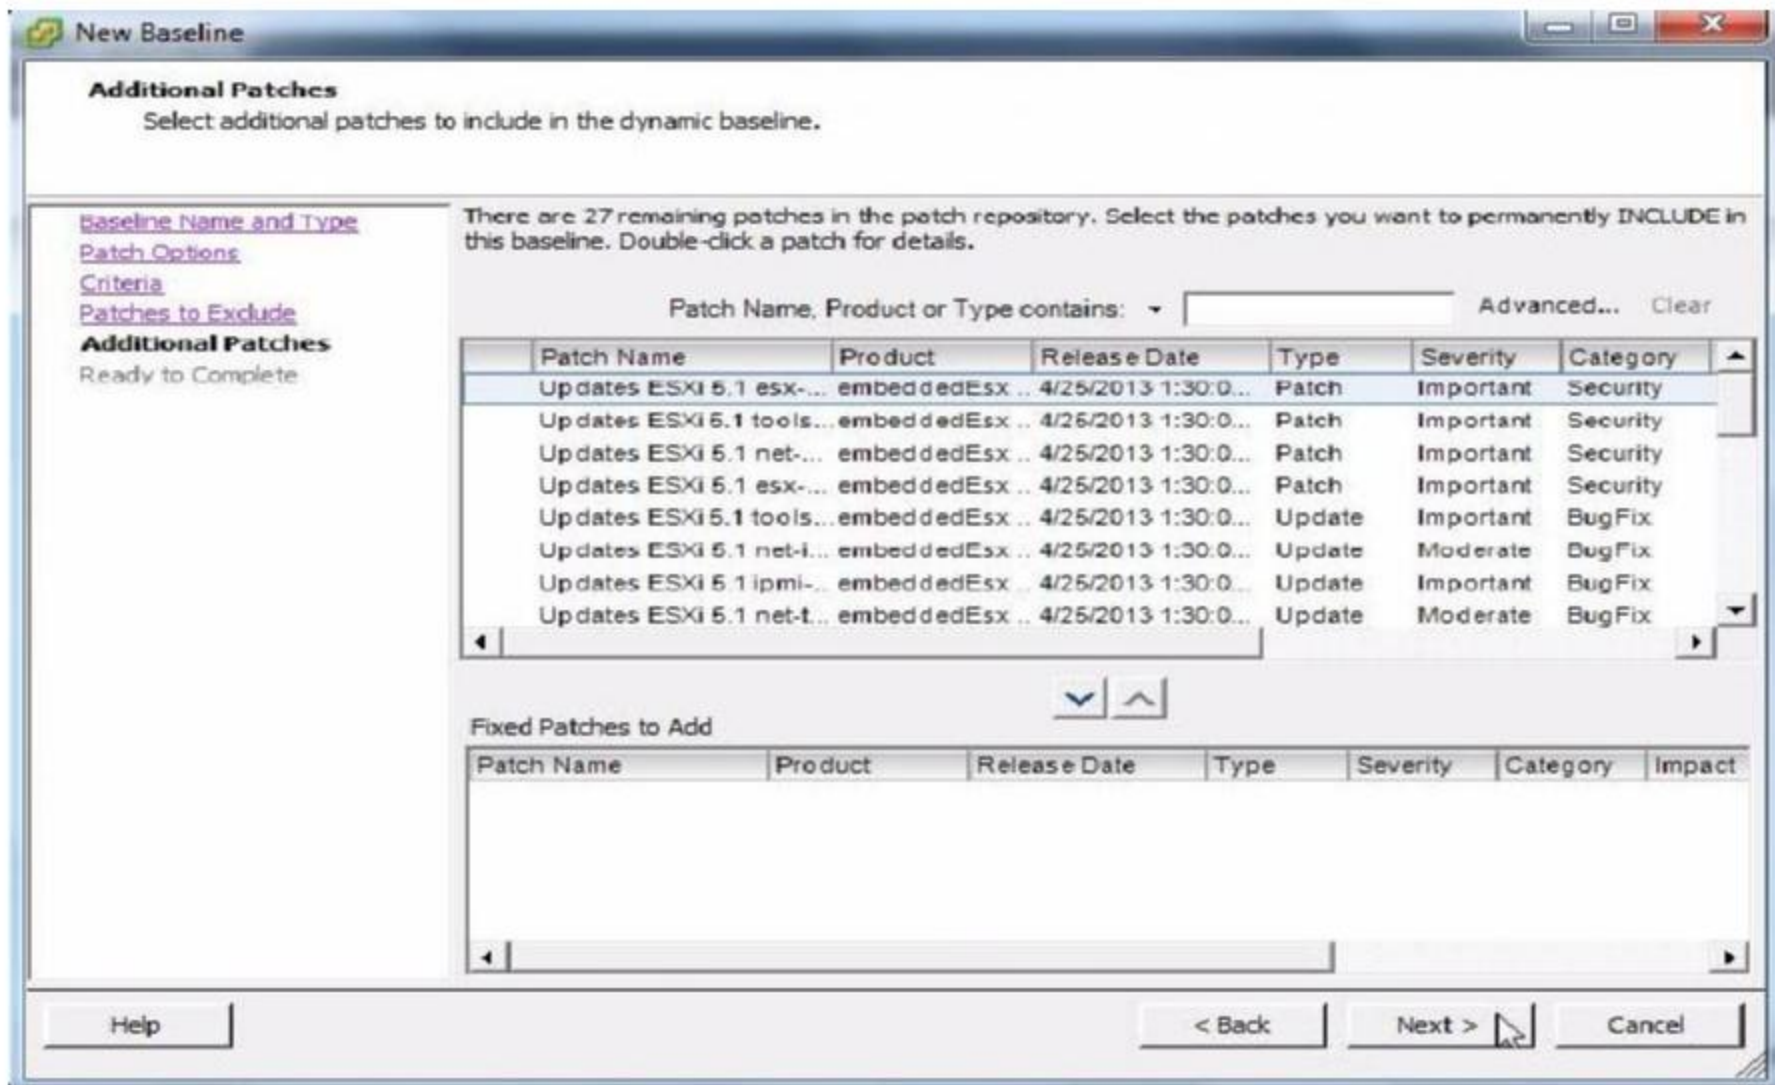 New Baseline
Additional Patches
Select additional patches to include in the dynamic baseline.
Baseline Name and Type
Patch Options
Criteria
Patches to Exclude
Additional Patches
Ready to Complete
There are 27 remaining patches in the patch repository. Select the patches you want to permanently INCLUDE in
this baseline. Double-click a patch for details.
Patch Name, Product or Type contains: Advanced... Clear
Patch Name Product Release Date Type Severity Category
Updates ESXi 5.1 esx-... embeddedEsx .. 4/25/2013 1:30:0... Patch Important Security
Updates ESXi 5.1 tools... embeddedEsx .. 4/25/2013 1:30:0... Patch Important Security
Updates ESXi 5.1 net-... embeddedEsx .. 4/25/2013 1:30:0... Patch Important Security
Updates ESXi 5.1 esx-... embeddedEsx .. 4/25/2013 1:30:0... Patch Important Security
Updates ESXi 5.1 tools... embeddedEsx .. 4/25/2013 1:30:0... Update Important BugFix
Updates ESXi 5.1 net-i... embeddedEsx .. 4/25/2013 1:30:0... Update Moderate BugFix
Updates ESXi 5.1 ipmi-... embeddedEsx .. 4/25/2013 1:30:0... Update Important BugFix
Updates ESXi 5.1 net-t... embeddedEsx .. 4/25/2013 1:30:0... Update Moderate BugFix
Fixed Patches to Add
Patch Name Product Release Date Type Severity Category Impact
Help < Back Next > Cancel